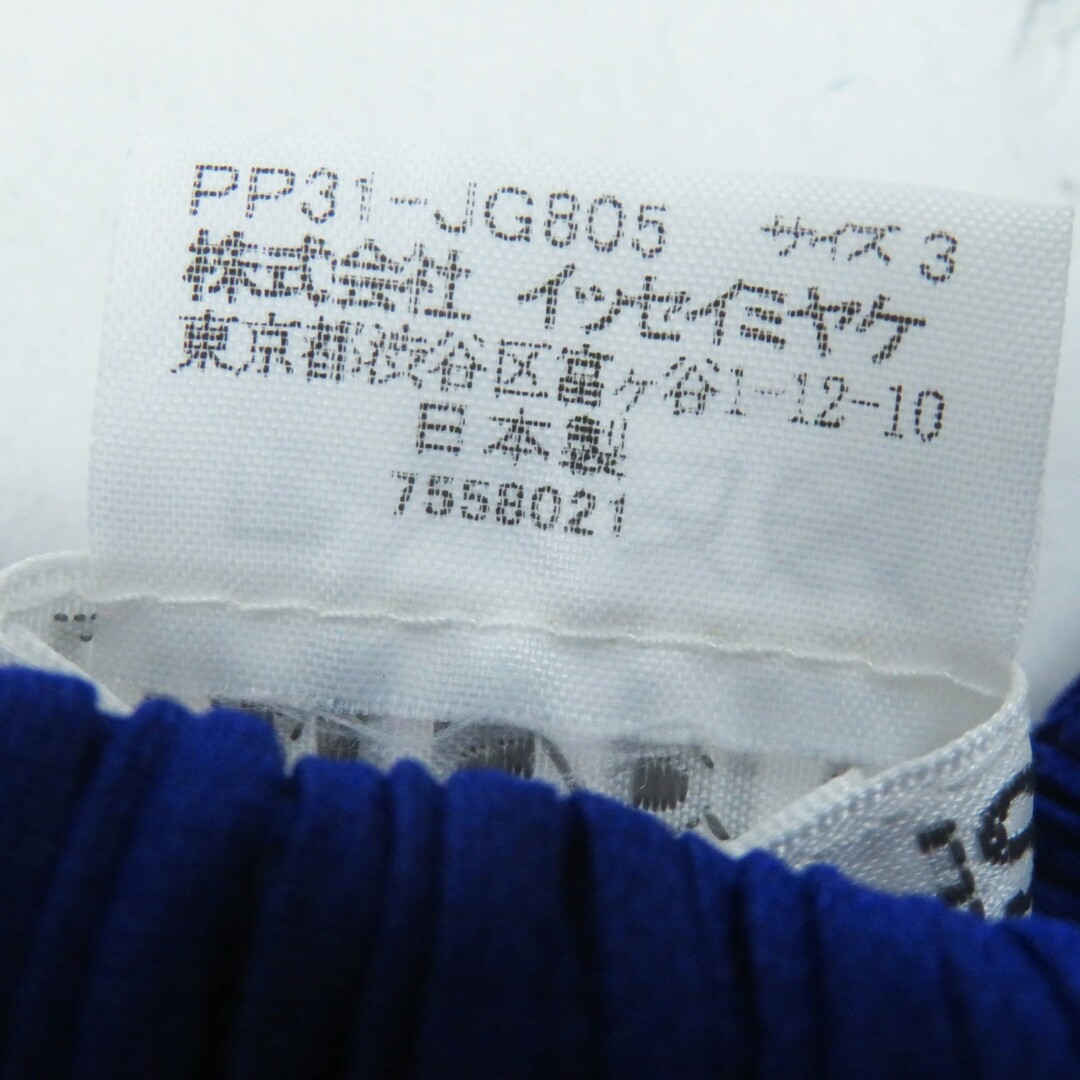 PP31-JG805 サイズ 3
株式会社 イッセイミヤケ
東京都渋谷区富ヶ谷1-12-10
日本製
7558021